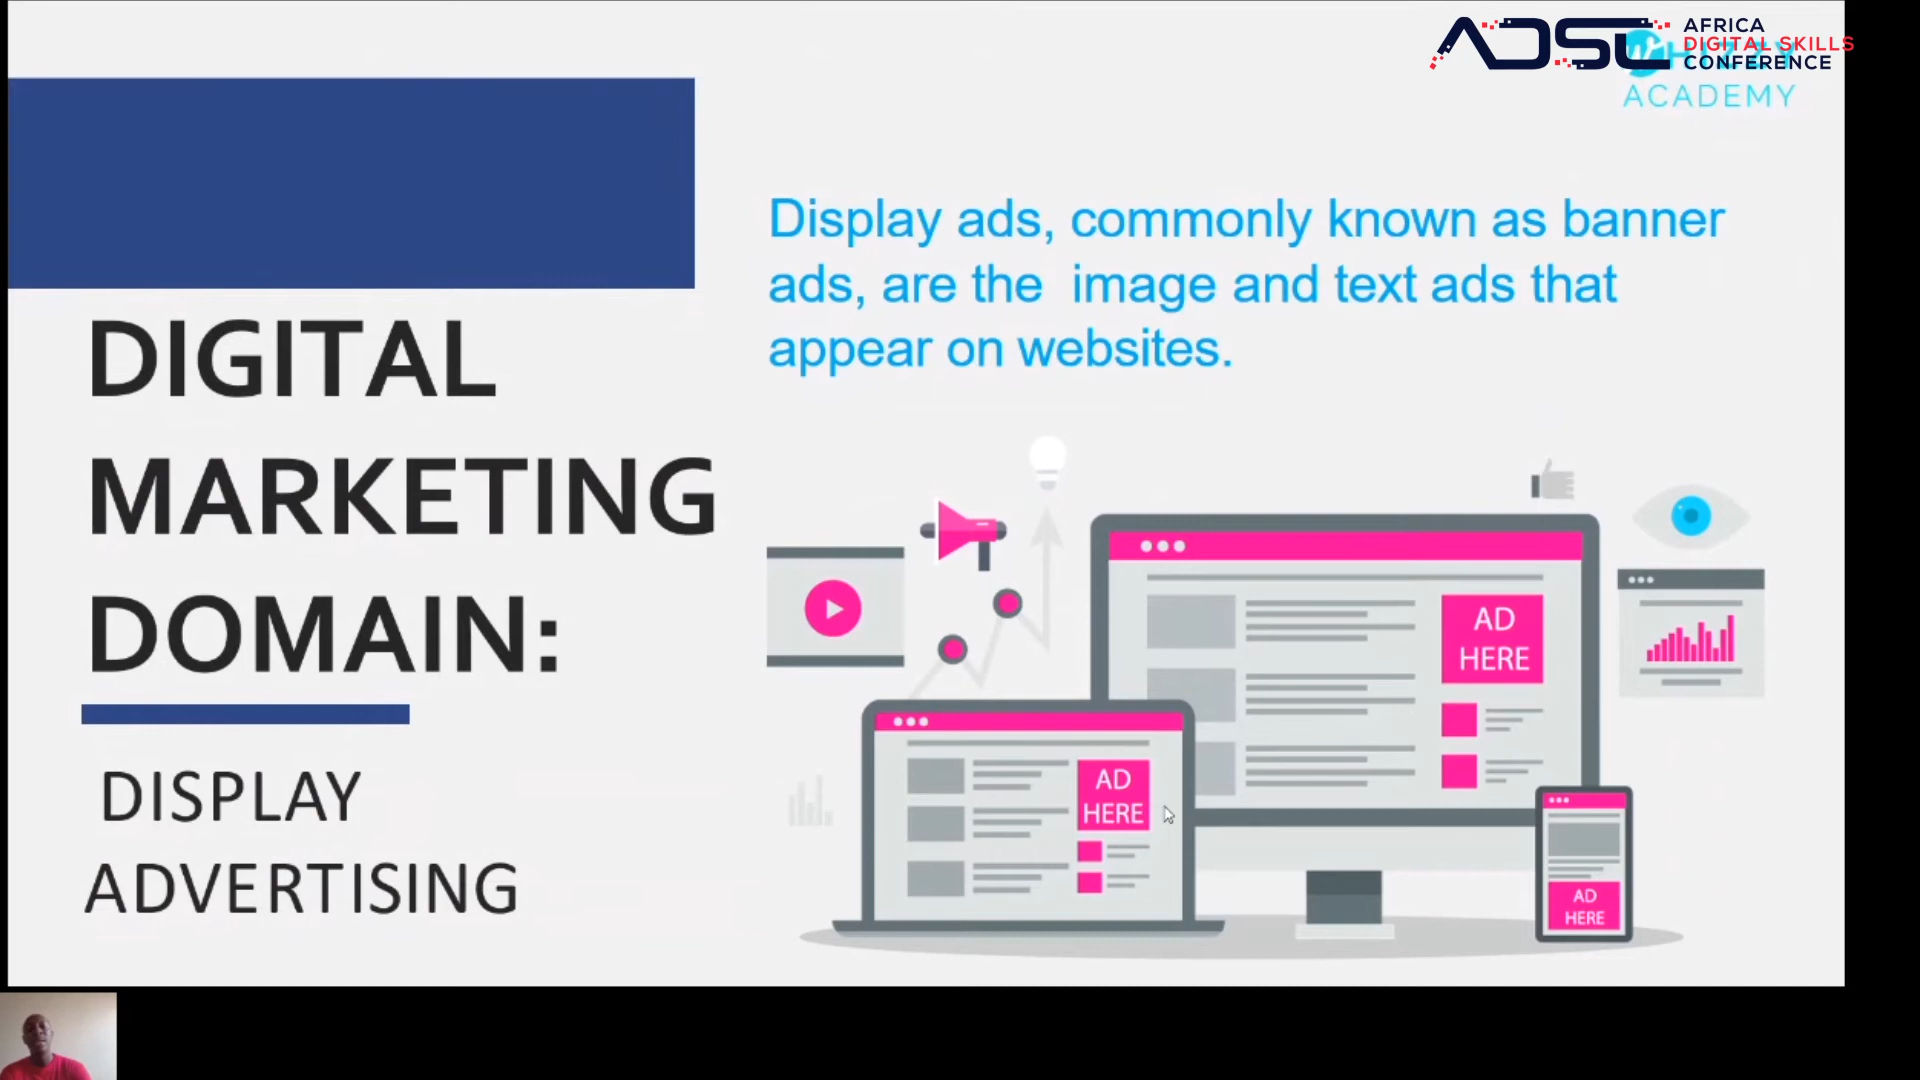 AFRICA
DIGITAL SKILLS
CONFERENCE
ADSC
ACADEMY
DIGITAL
MARKETING
DOMAIN:
DISPLAY
ADVERTISING
Display ads, commonly known as banner
ads, are the image and text ads that
appear on websites.
AD
HERE
AD
HERE
AD
HERE